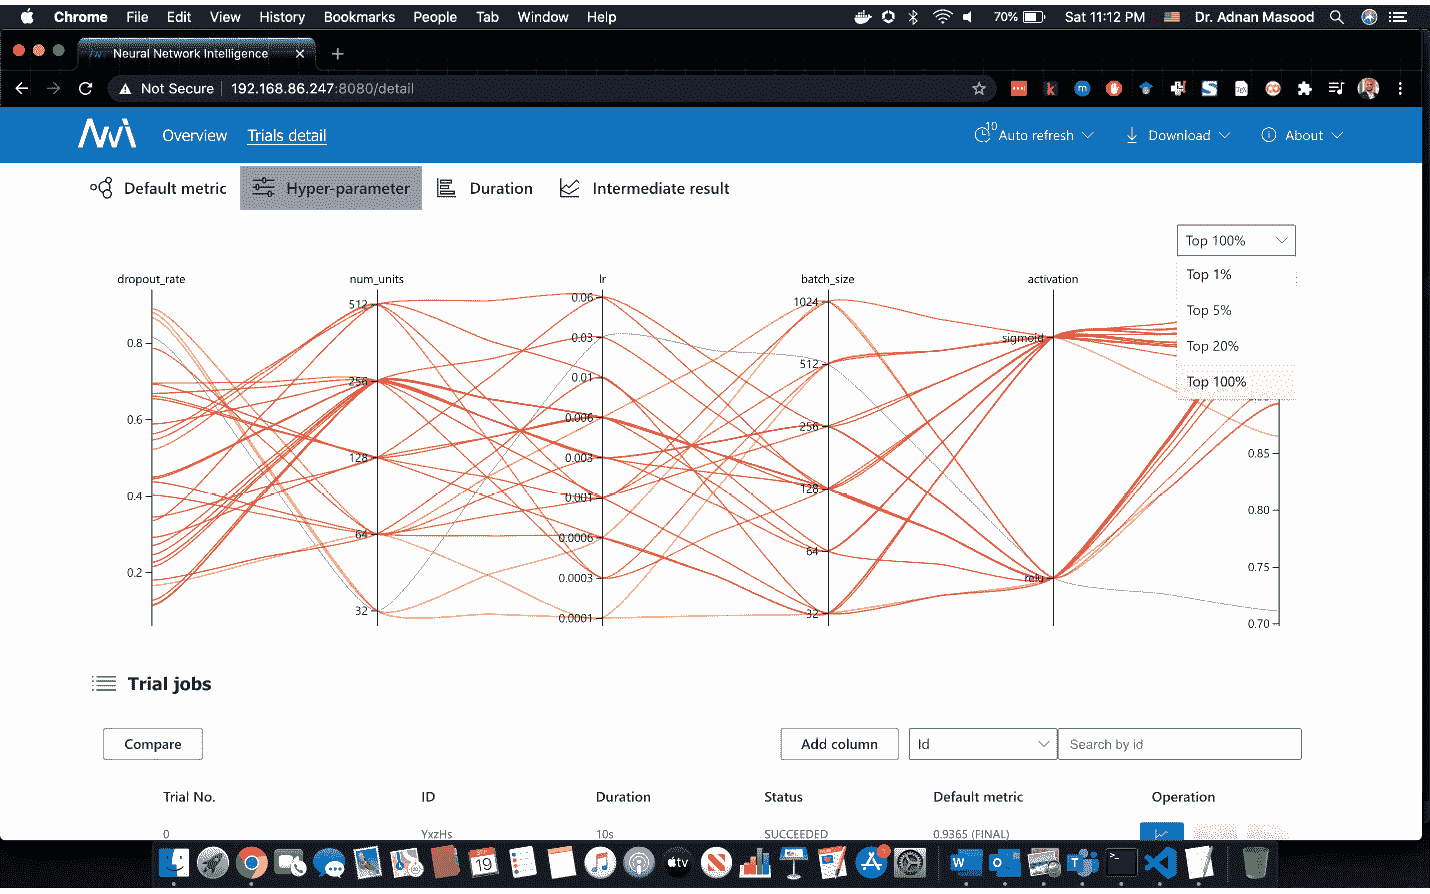 Chrome File Edit View History Bookmarks People Tab Window Help 70% Sat 11:12 PM Dr. Adnan Masood
Neural Network Intelligence
Not Secure 192.168.86.247:8080/detail
Overview Trials detail 10 Auto refresh Download About
Default metric Hyper-parameter Duration Intermediate result
Top 100%
Top 1%
Top 5%
Top 20%
Top 100%
dropout_rate num_units lr batch_size activation
0.8
0.6
0.4
0.2
512
256
128
64
32
0.06
0.03
0.01
0.006
0.003
0.001
0.0006
0.0003
0.0001
1024
512
256
128
64
32
sigmoid
relu
0.85
0.80
0.75
0.70
Trial jobs
Compare Add column Id Search by id
Trial No. ID Duration Status Default metric Operation
0 YxzHs 10s SUCCEEDED 0.9365 (FINAL)
SEP
19
tv